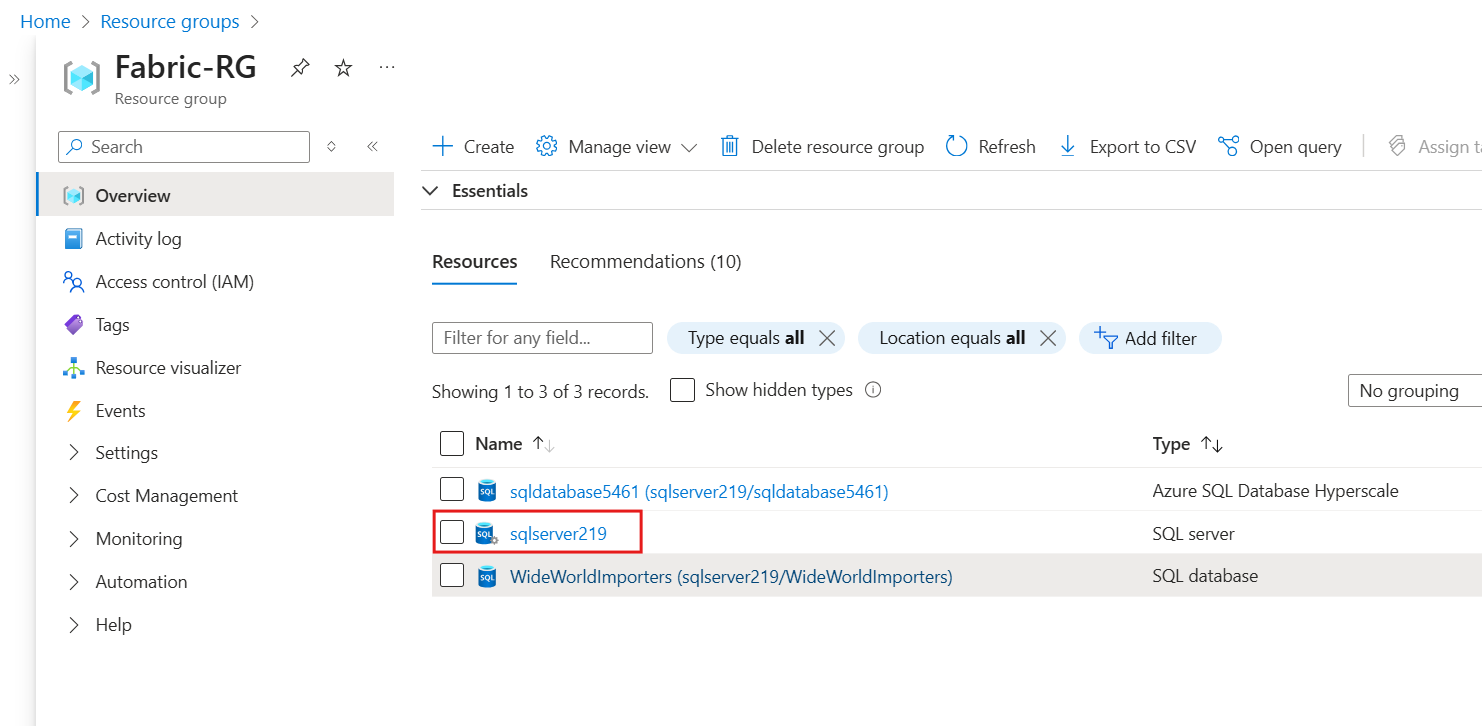 Home > Resource groups >
Fabric-RG
Resource group
Search
Overview
Activity log
Access control (IAM)
Tags
Resource visualizer
Events
Settings
Cost Management
Monitoring
Automation
Help
Create Manage view Delete resource group Refresh Export to CSV Open query Assign ta
Essentials
Resources Recommendations (10)
Filter for any field... Type equals all Location equals all Add filter
Showing 1 to 3 of 3 records. Show hidden types No grouping
Name Type
SQL sqldatabase5461 (sqlserver219/sqldatabase5461) Azure SQL Database Hyperscale
SQL sqlserver219 SQL server
SQL WideWorldImporters (sqlserver219/WideWorldImporters) SQL database